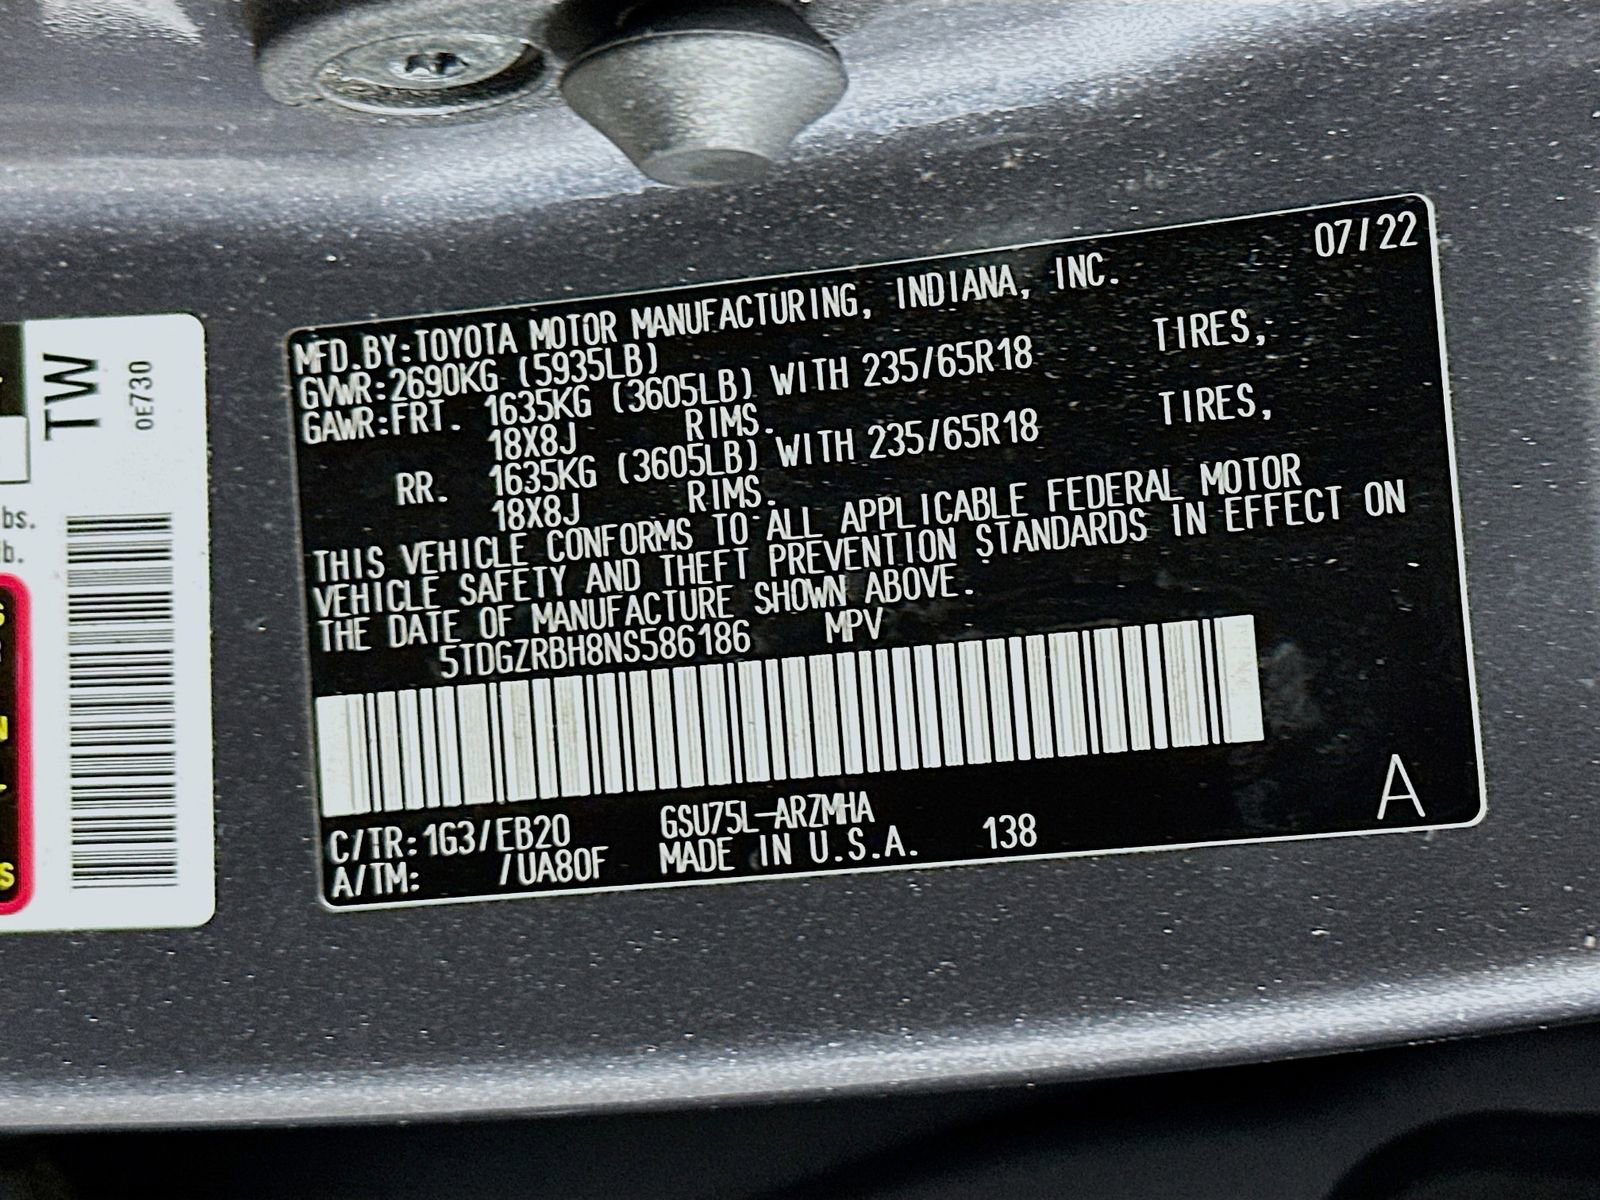 07/22
MFD.BY:TOYOTA MOTOR MANUFACTURING, INDIANA, INC.
GVWR:2690KG (5935LB)
GAWR:FRT. 1635KG (3605LB) WITH 235/65R18 TIRES,
18X8J RIMS.
RR. 1635KG (3605LB) WITH 235/65R18 TIRES,
18X8J RIMS.
THIS VEHICLE CONFORMS TO ALL APPLICABLE FEDERAL MOTOR
VEHICLE SAFETY AND THEFT PREVENTION STANDARDS IN EFFECT ON
THE DATE OF MANUFACTURE SHOWN ABOVE.
5TDGZRBH8NS586186 MPV
C/TR:1G3/EB20 GSU75L-ARZMHA
A/TM: /UA80F MADE IN U.S.A. 138
A
TW
0E730
bs.
b.
S
N
S